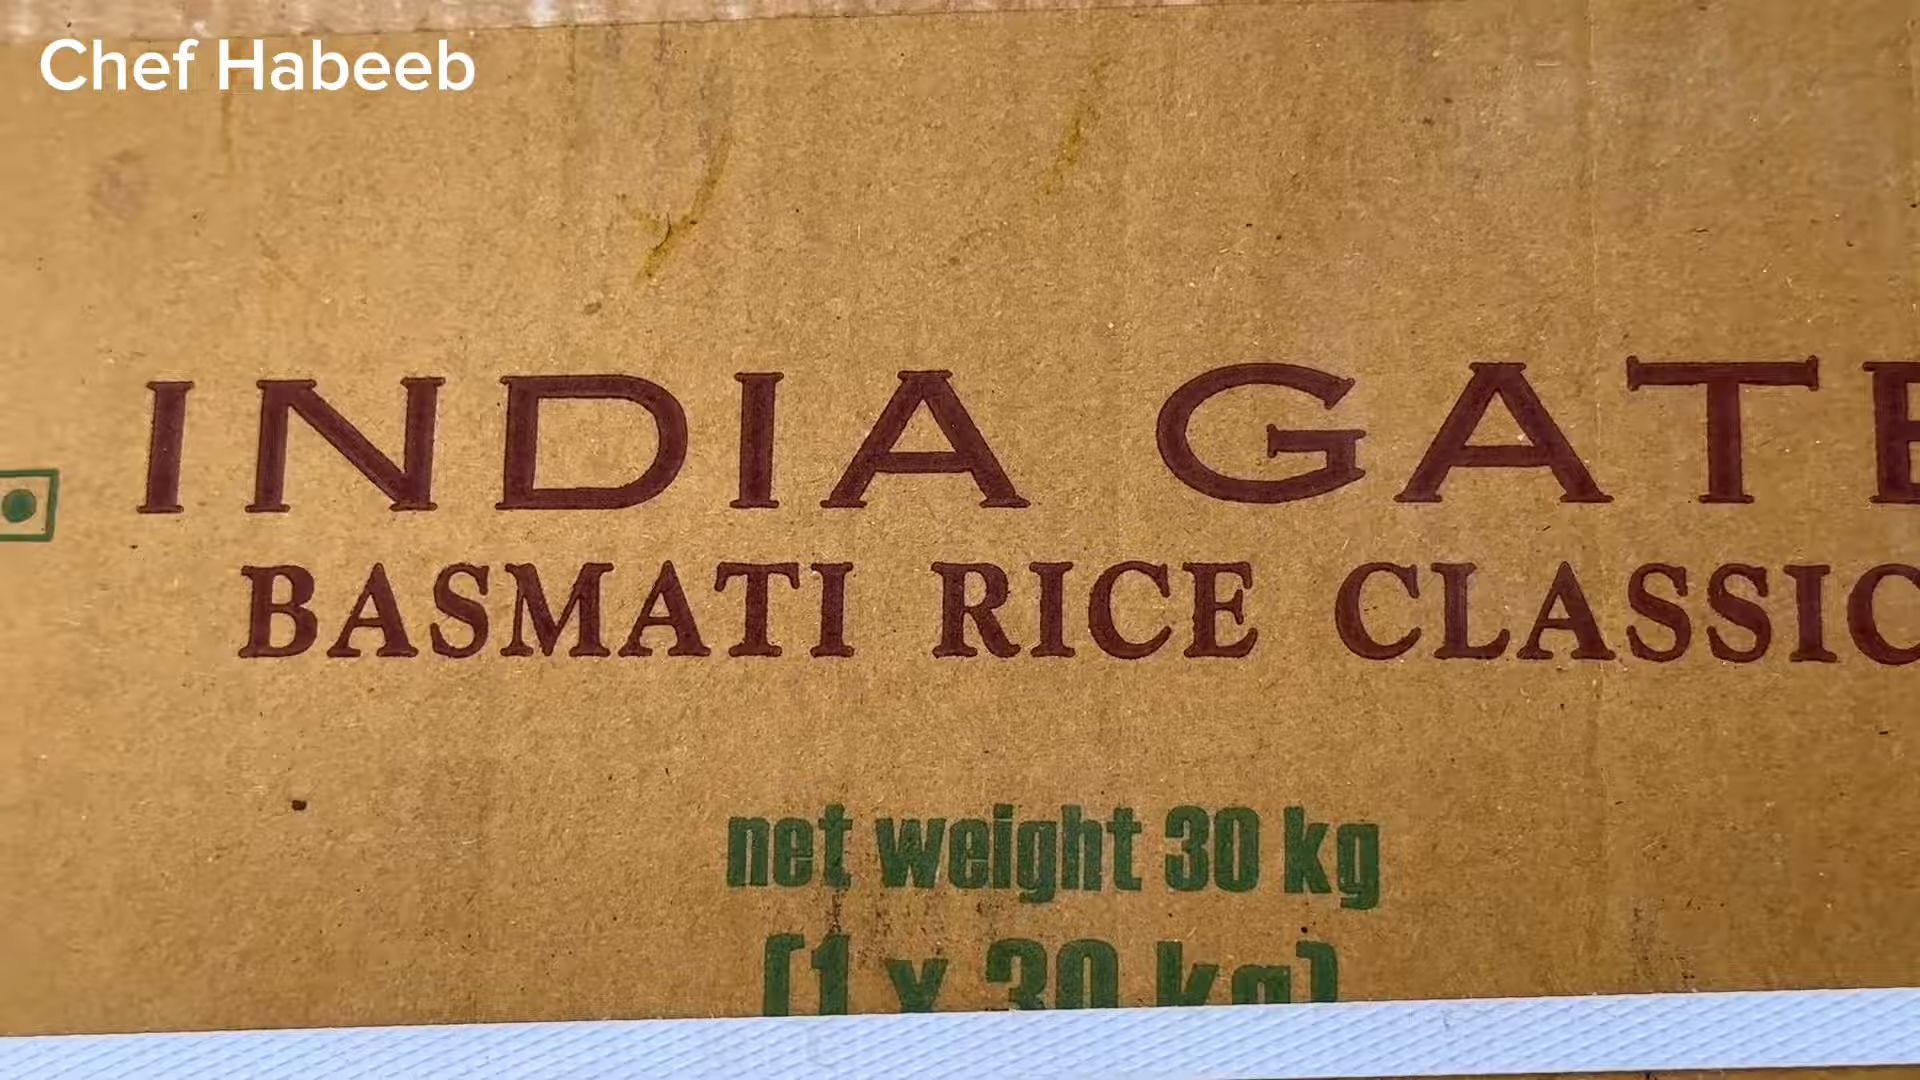 Chef Habeeb
INDIA GATE
BASMATI RICE CLASSIC
net weight 30 kg
(1 x 30 kg)